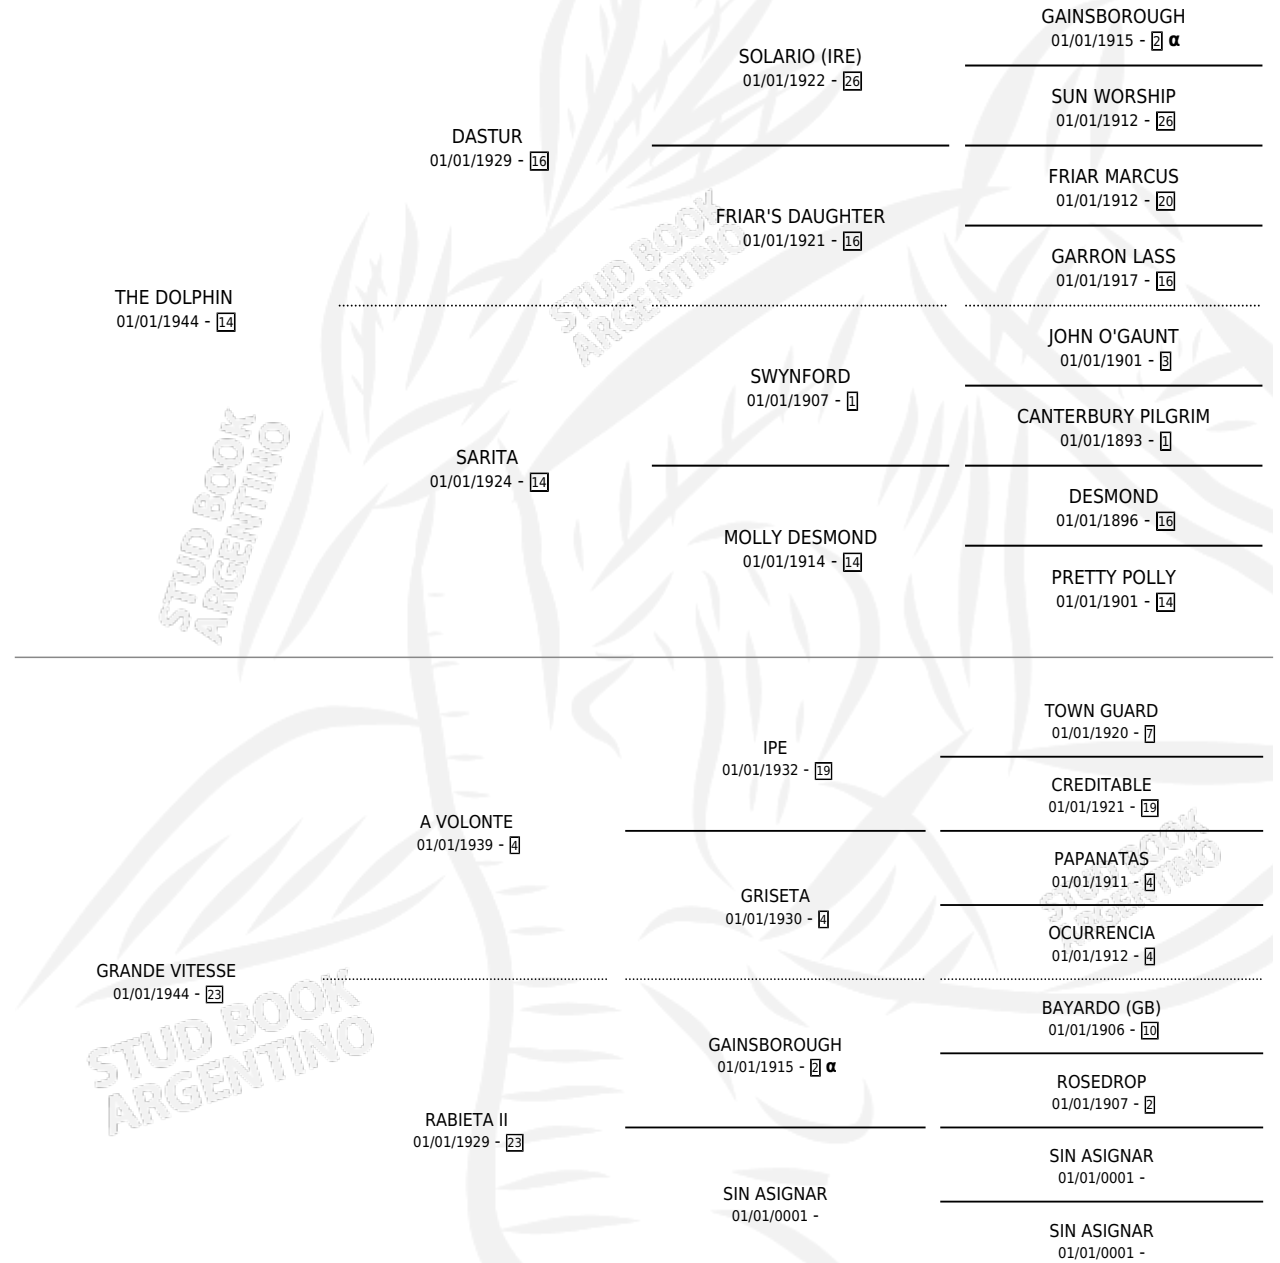 GAINSBOROUGH
01/01/1915 - 2 α
SOLARIO (IRE)
01/01/1922 - 26
SUN WORSHIP
01/01/1912 - 26
DASTUR
01/01/1929 - 16
FRIAR MARCUS
01/01/1912 - 20
FRIAR'S DAUGHTER
01/01/1921 - 16
GARRON LASS
01/01/1917 - 16
THE DOLPHIN
01/01/1944 - 14
JOHN O'GAUNT
01/01/1901 - 3
SWYNFORD
01/01/1907 - 1
CANTERBURY PILGRIM
01/01/1893 - 1
SARITA
01/01/1924 - 14
DESMOND
01/01/1896 - 16
MOLLY DESMOND
01/01/1914 - 14
PRETTY POLLY
01/01/1901 - 14
TOWN GUARD
01/01/1920 - 7
IPE
01/01/1932 - 19
CREDITABLE
01/01/1921 - 19
A VOLONTE
01/01/1939 - 4
PAPANATAS
01/01/1911 - 4
GRISETA
01/01/1930 - 4
OCURRENCIA
01/01/1912 - 4
GRANDE VITESSE
01/01/1944 - 23
BAYARDO (GB)
01/01/1906 - 10
GAINSBOROUGH
01/01/1915 - 2 α
ROSEDROP
01/01/1907 - 2
RABIETA II
01/01/1929 - 23
SIN ASIGNAR
01/01/0001 -
SIN ASIGNAR
01/01/0001 -
SIN ASIGNAR
01/01/0001 -
STUD BOOK
ARGENTINO
STUD BOOK
ARGENTINO
STUD BOOK
ARGENTINO
STUD BOOK
ARGENTINO